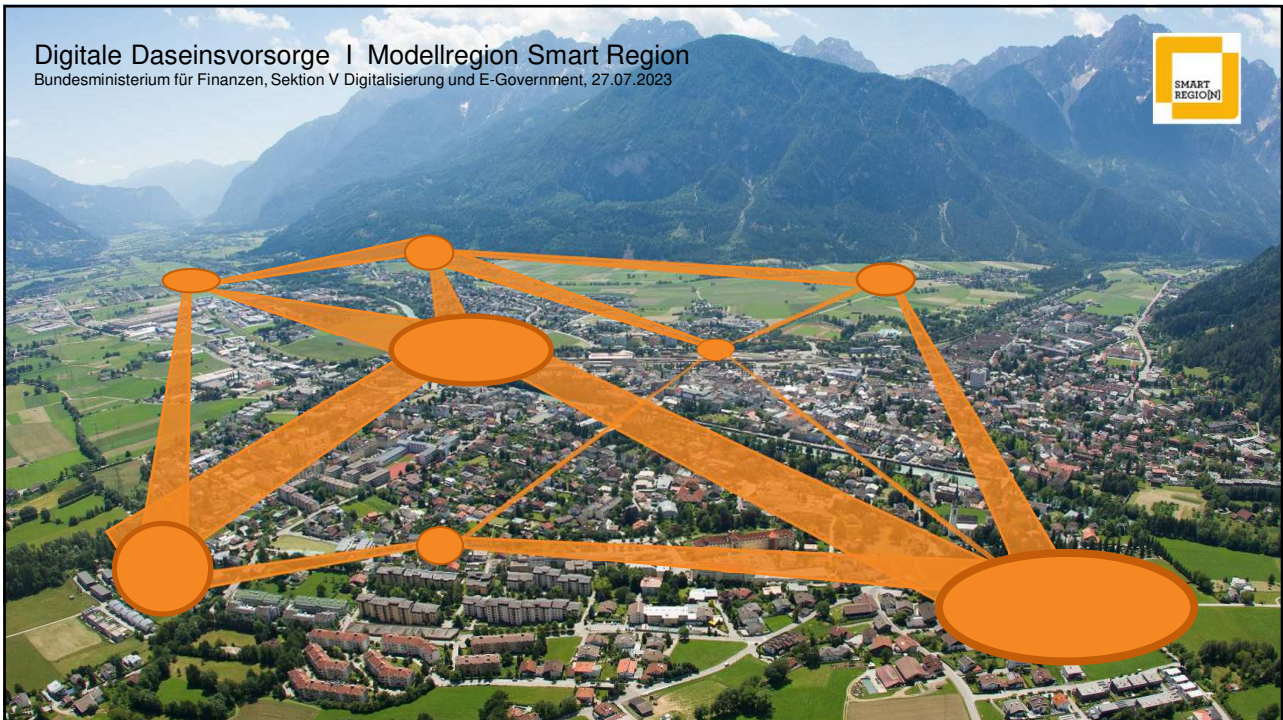 Digitale Daseinsvorsorge I Modellregion Smart Region
Bundesministerium für Finanzen, Sektion V Digitalisierung und E-Government, 27.07.2023
SMART
REGIO[N]